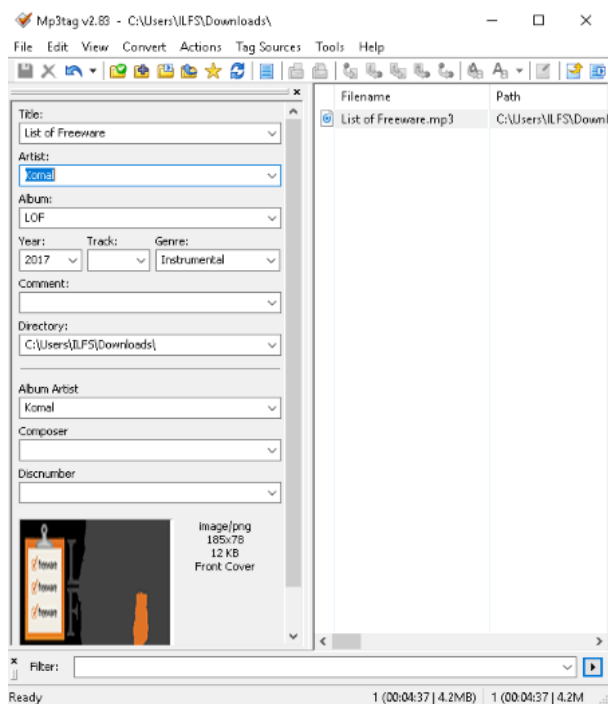 Mp3tag v2.83 - C:\Users\ILFS\Downloads\
File Edit View Convert Actions Tag Sources Tools Help
Filename Path
List of Freeware.mp3 C:\Users\ILFS\Downl
Title:
List of Freeware
Artist:
Komal
Album:
LOF
Year: Track: Genre:
2017 Instrumental
Comment:
Directory:
C:\Users\ILFS\Downloads\
Album Artist
Komal
Composer
Discnumber
image/png
185x78
12 KB
Front Cover
freeware
freeware
freeware
L
F
Filter:
Ready 1 (00:04:37 | 4.2MB) 1 (00:04:37 | 4.2M